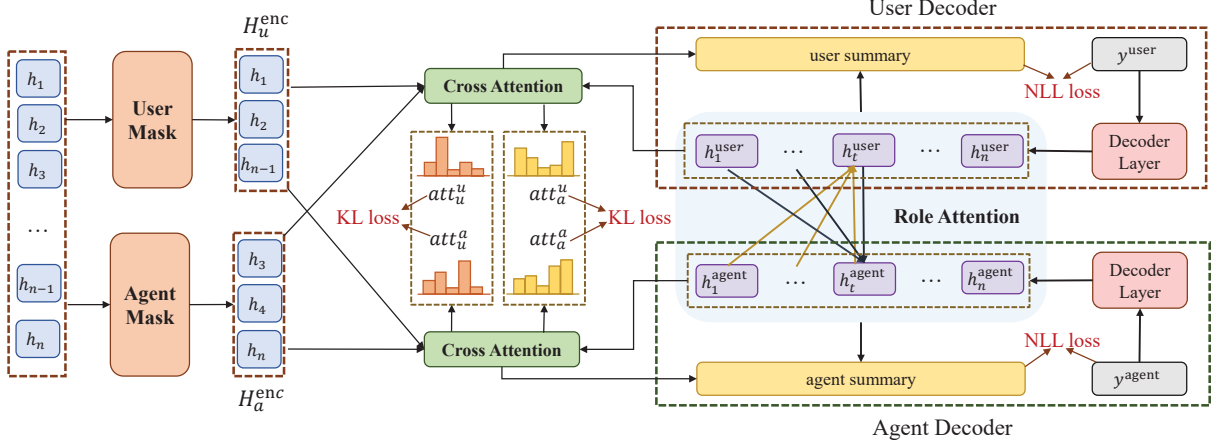 User Decoder
H_u^enc
user summary
y^user
NLL loss
h_1
h_2
h_3
...
h_{n-1}
h_n
User
Mask
h_1
h_2
h_{n-1}
Cross Attention
h_1^user
...
h_t^user
...
h_n^user
Decoder
Layer
att_u^u
att_a^u
KL loss
KL loss
att_u^a
att_a^a
Role Attention
Agent
Mask
h_3
h_4
h_n
H_a^enc
h_1^agent
...
h_t^agent
...
h_n^agent
Decoder
Layer
Cross Attention
NLL loss
agent summary
y^agent
Agent Decoder